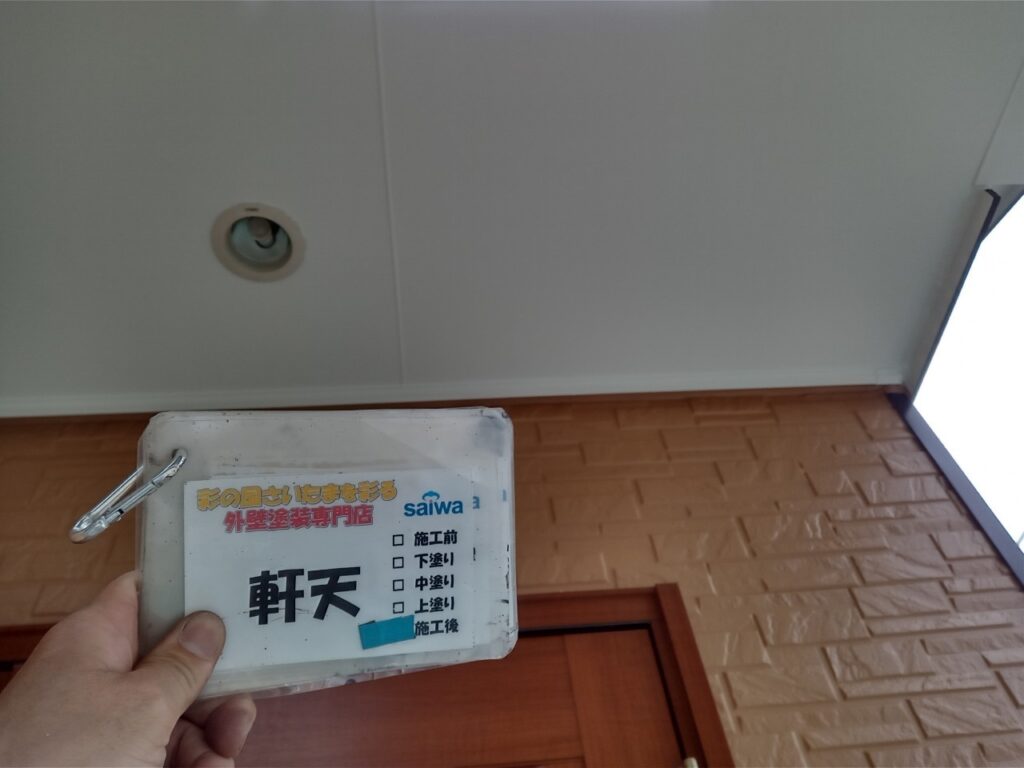 彩の国さいたまを彩る
外壁塗装専門店
saiwa
軒天
□ 施工前
□ 下塗り
□ 中塗り
□ 上塗り
施工後